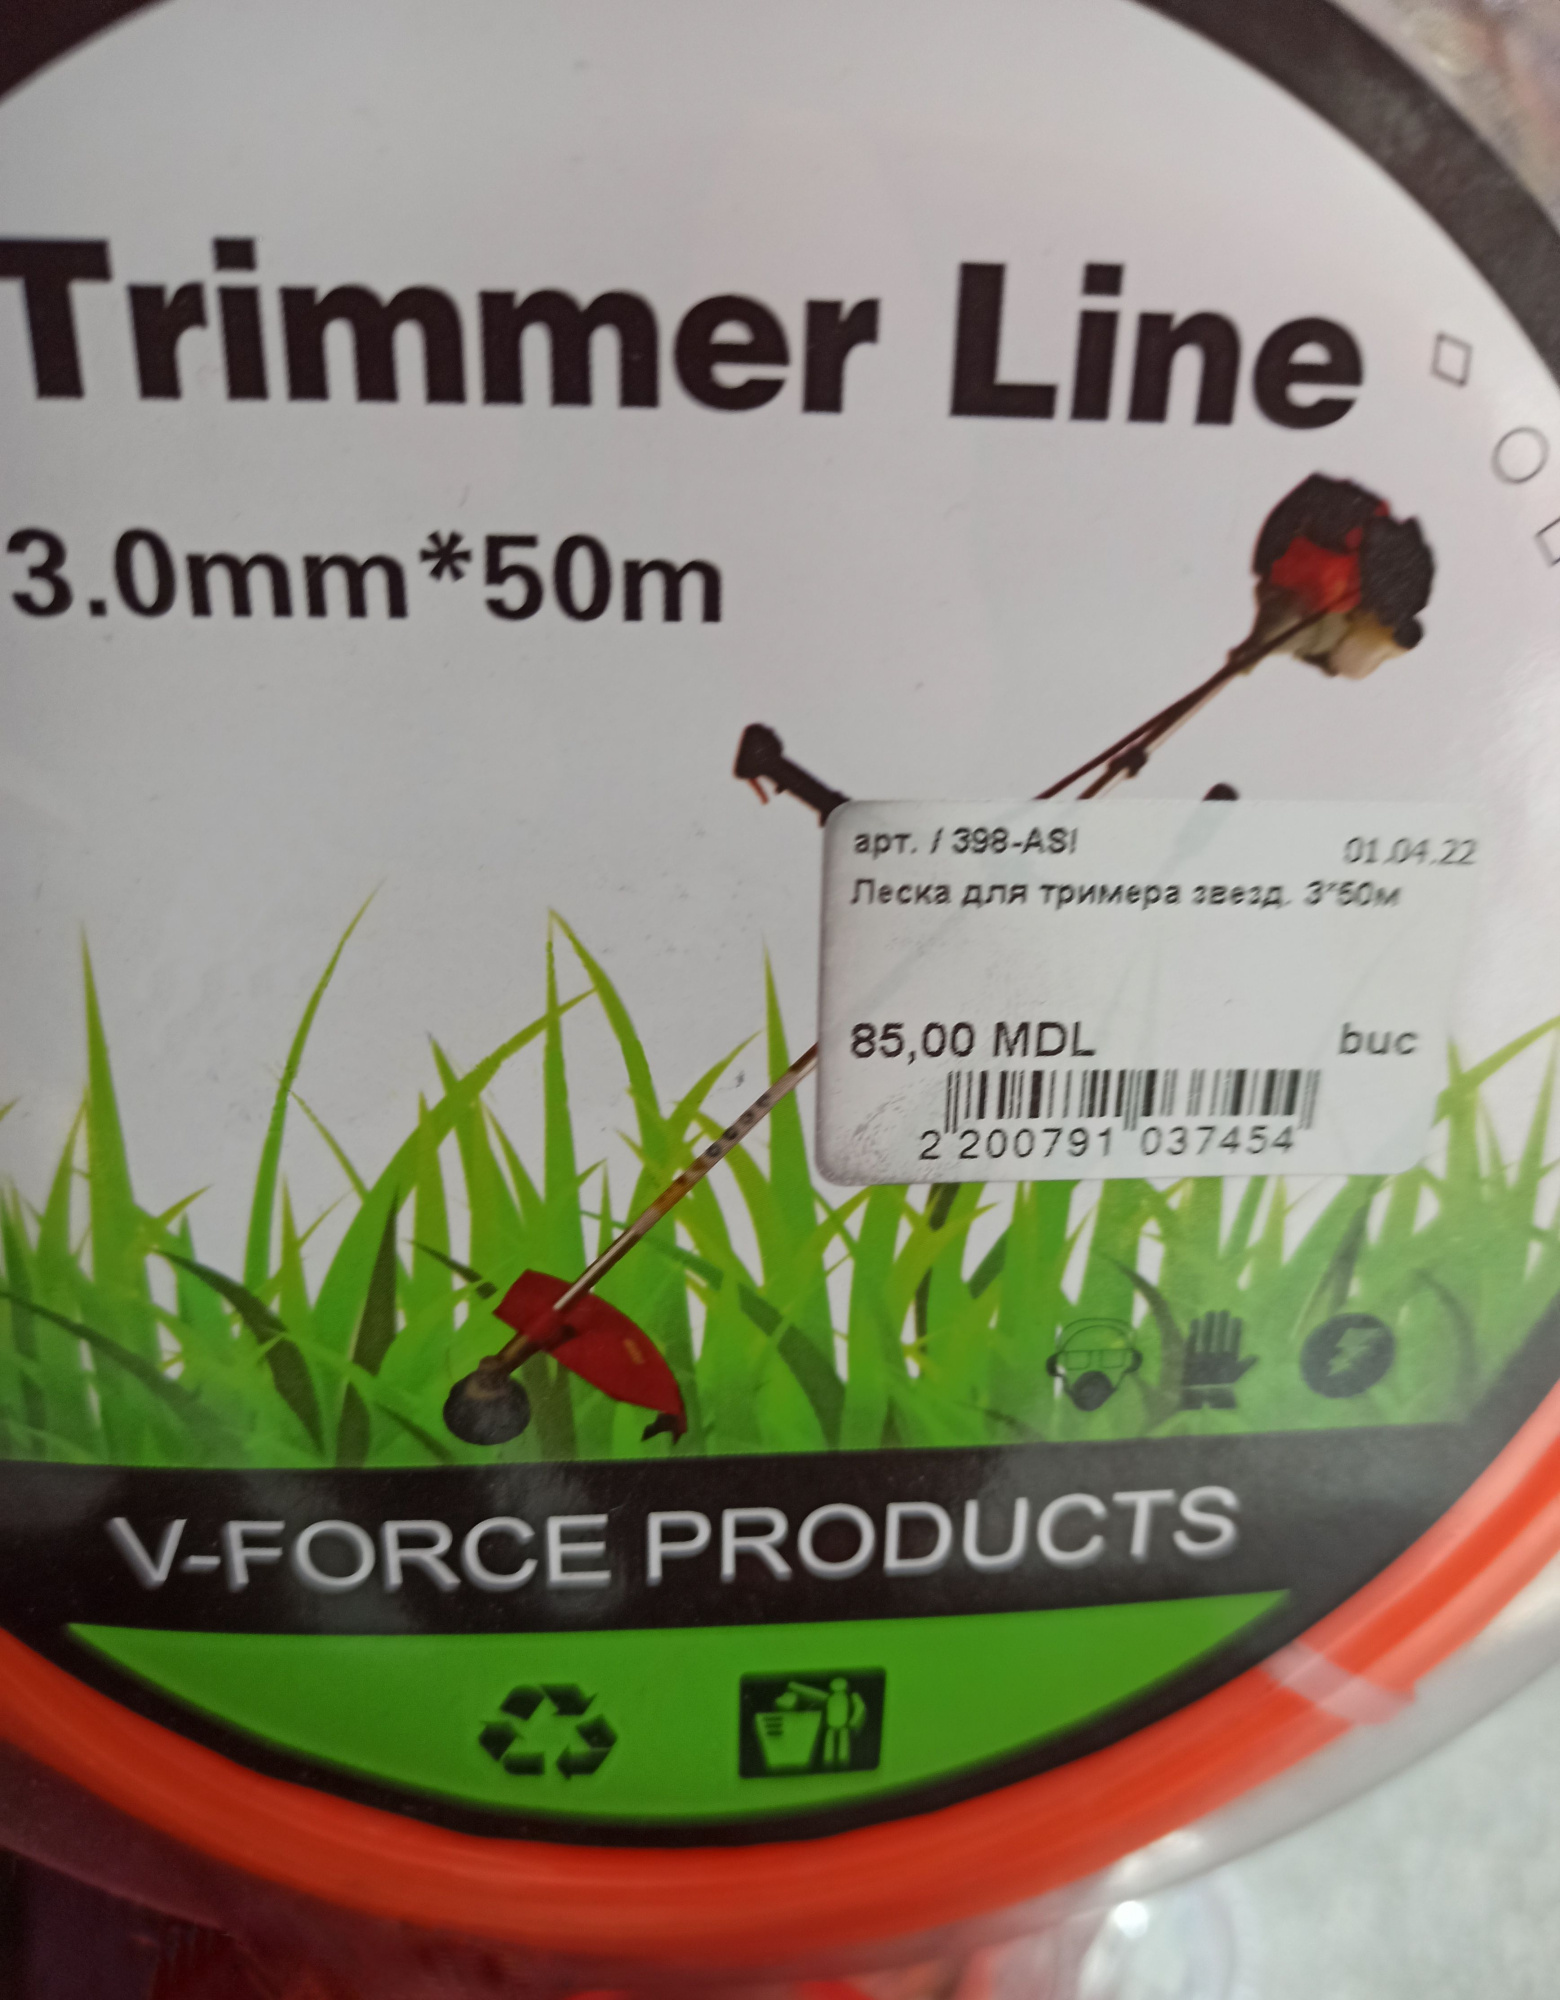 Trimmer Line
3.0mm*50m
арт. / 398-ASI
01.04.22
Леска для тримера звезд. 3*50м
85,00 MDL
buc
2 200791 037454
V-FORCE PRODUCTS